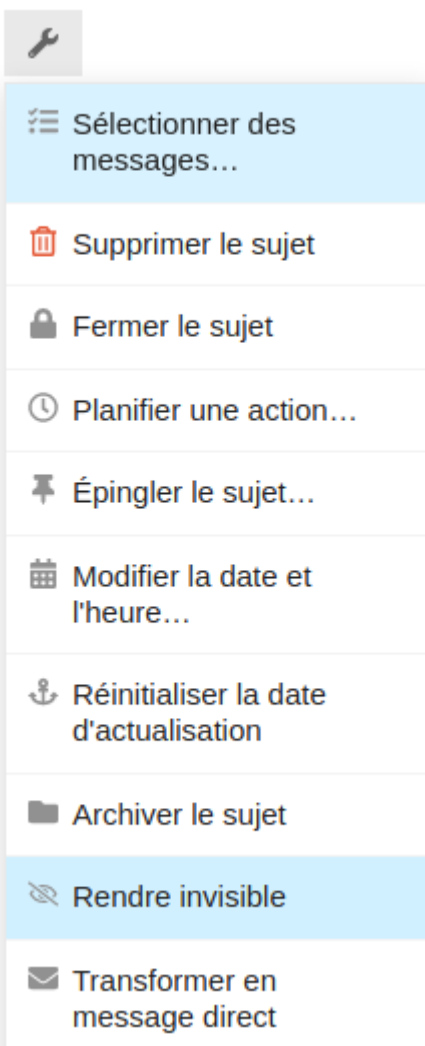 Sélectionner des
messages…
Supprimer le sujet
Fermer le sujet
Planifier une action…
Épingler le sujet…
Modifier la date et
l'heure…
Réinitialiser la date
d'actualisation
Archiver le sujet
Rendre invisible
Transformer en
message direct